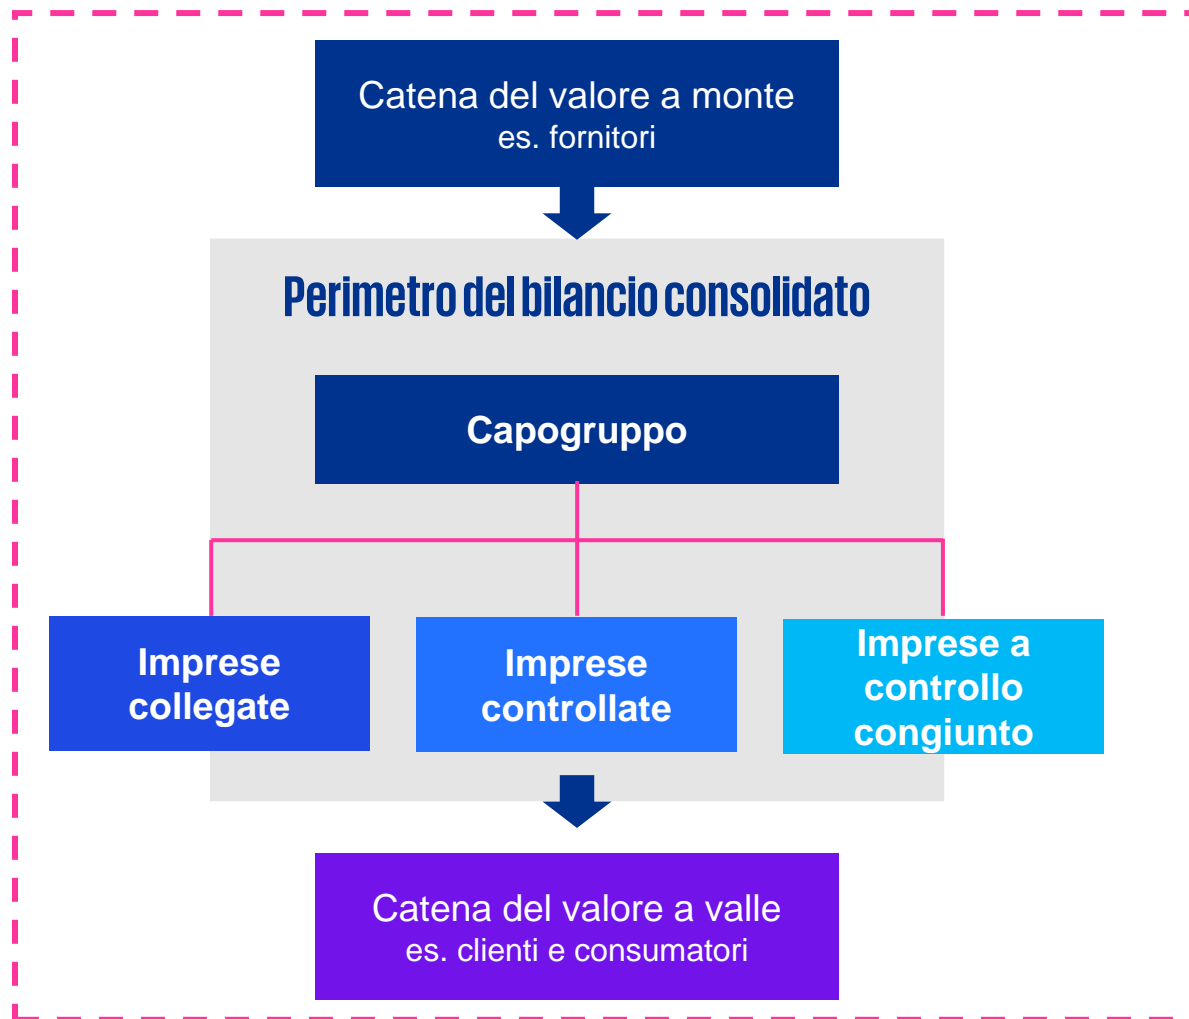 Catena del valore a monte
es. fornitori
Perimetro del bilancio consolidato
Capogruppo
Imprese
collegate
Imprese
controllate
Imprese a
controllo
congiunto
Catena del valore a valle
es. clienti e consumatori